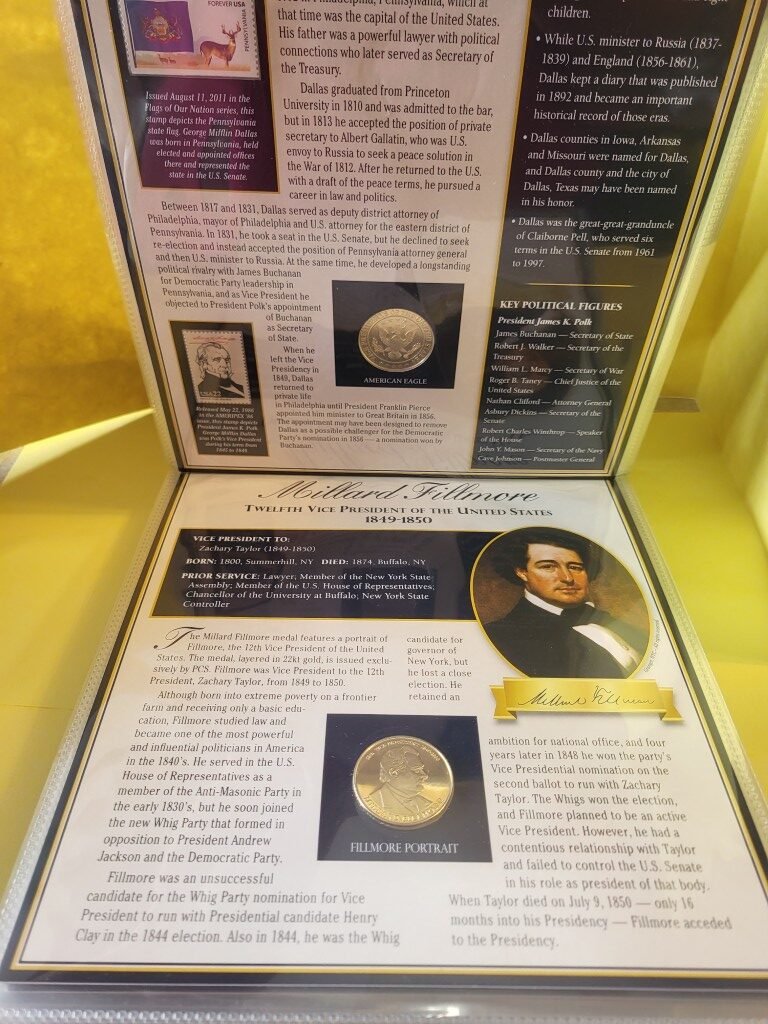 FOREVER USA
PENNSYLVANIA
Issued August 11, 2011 in the
Flags of Our Nation series, this
stamp depicts the Pennsylvania
state flag. George Mifflin Dallas
was born in Pennsylvania, held
elected and appointed offices
there and represented the
state in the U.S. Senate.
Philadelphia, Pennsylvania, which at
that time was the capital of the United States.
His father was a powerful lawyer with political
connections who later served as Secretary of
the Treasury.
Dallas graduated from Princeton
University in 1810 and was admitted to the bar,
but in 1813 he accepted the position of private
secretary to Albert Gallatin, who was U.S.
envoy to Russia to seek a peace solution in
the War of 1812. After he returned to the U.S.
with a draft of the peace terms, he pursued a
career in law and politics.
Between 1817 and 1831, Dallas served as deputy district attorney of
Philadelphia, mayor of Philadelphia and U.S. attorney for the eastern district of
Pennsylvania. In 1831, he took a seat in the U.S. Senate, but he declined to seek
re-election and instead accepted the position of Pennsylvania attorney general
and then U.S. minister to Russia. At the same time, he developed a longstanding
political rivalry with James Buchanan
for Democratic Party leadership in
Pennsylvania, and as Vice President he
objected to President Polk's appointment
of Buchanan
as Secretary
of State.
When he
left the Vice
Presidency in
1849, Dallas
returned to
private life
in Philadelphia until President Franklin Pierce
appointed him minister to Great Britain in 1856.
The appointment may have been designed to remove
Dallas as a possible challenger for the Democratic
Party's nomination in 1856 — a nomination won by
Buchanan.
USA22
Released May 22, 1986
in the AMERIPEX '86
issue, this stamp depicts
President James K. Polk.
George Mifflin Dallas
was Polk's Vice President
during his term from
1845 to 1849.
AMERICAN EAGLE
children.
• While U.S. minister to Russia (1837-
1839) and England (1856-1861),
Dallas kept a diary that was published
in 1892 and became an important
historical record of those eras.
• Dallas counties in Iowa, Arkansas
and Missouri were named for Dallas,
and Dallas county and the city of
Dallas, Texas may have been named
in his honor.
• Dallas was the great-great-granduncle
of Claiborne Pell, who served six
terms in the U.S. Senate from 1961
to 1997.
KEY POLITICAL FIGURES
President James K. Polk
James Buchanan — Secretary of State
Robert J. Walker — Secretary of the
Treasury
William L. Marcy — Secretary of War
Roger B. Taney — Chief Justice of the
United States
Nathan Clifford — Attorney General
Asbury Dickins — Secretary of the
Senate
Robert Charles Winthrop — Speaker
of the House
John Y. Mason — Secretary of the Navy
Cave Johnson — Postmaster General
Millard Fillmore
TWELFTH VICE PRESIDENT OF THE UNITED STATES
1849-1850
VICE PRESIDENT TO:
Zachary Taylor (1849-1850)
BORN: 1800, Summerhill, NY DIED: 1874, Buffalo, NY
PRIOR SERVICE: Lawyer; Member of the New York State
Assembly; Member of the U.S. House of Representatives;
Chancellor of the University at Buffalo; New York State
Controller
Millard Fillmore
The Millard Fillmore medal features a portrait of
Fillmore, the 12th Vice President of the United
States. The medal, layered in 22kt gold, is issued exclu-
sively by PCS. Fillmore was Vice President to the 12th
President, Zachary Taylor, from 1849 to 1850.
Although born into extreme poverty on a frontier
farm and receiving only a basic edu-
cation, Fillmore studied law and
became one of the most powerful
and influential politicians in America
in the 1840's. He served in the U.S.
House of Representatives as a
member of the Anti-Masonic Party in
the early 1830's, but he soon joined
the new Whig Party that formed in
opposition to President Andrew
Jackson and the Democratic Party.
Fillmore was an unsuccessful
candidate for the Whig Party nomination for Vice
President to run with Presidential candidate Henry
Clay in the 1844 election. Also in 1844, he was the Whig
candidate for
governor of
New York, but
he lost a close
election. He
retained an
FILLMORE PORTRAIT
ambition for national office, and four
years later in 1848 he won the party's
Vice Presidential nomination on the
second ballot to run with Zachary
Taylor. The Whigs won the election,
and Fillmore planned to be an active
Vice President. However, he had a
contentious relationship with Taylor
and failed to control the U.S. Senate
in his role as president of that body.
When Taylor died on July 9, 1850 — only 16
months into his Presidency — Fillmore acceded
to the Presidency.